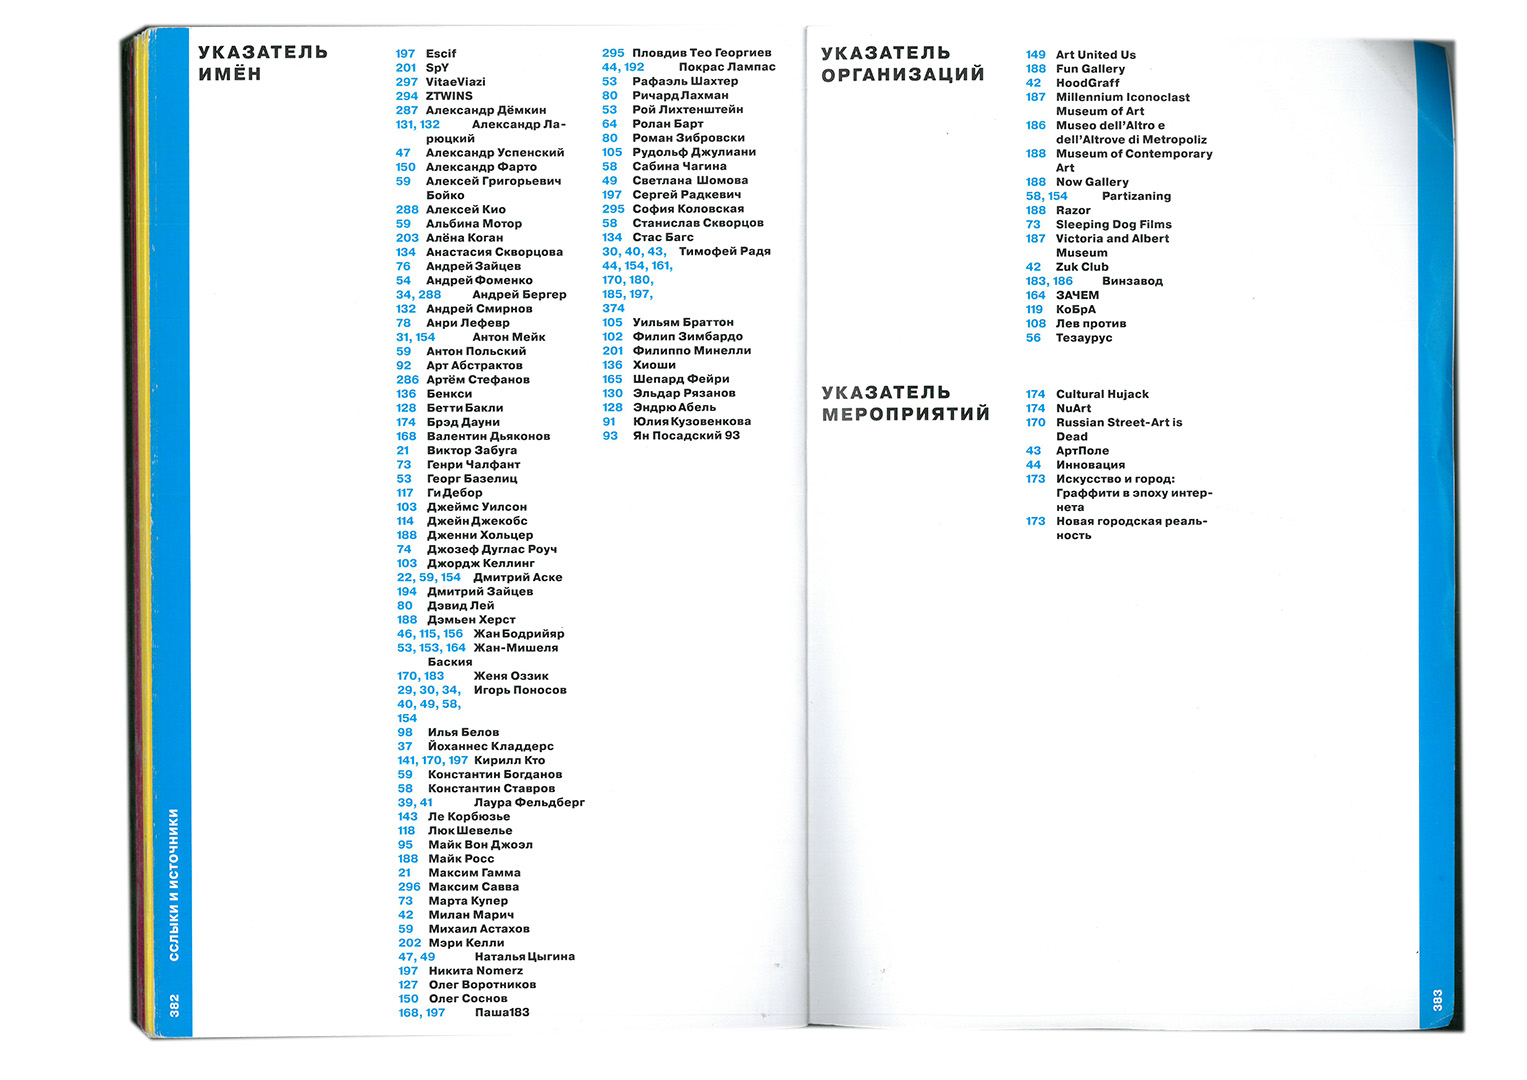 УКАЗАТЕЛЬ
ИМЁН
197 Escif
201 SpY
297 VitaeViazi
294 ZTWINS
287 Александр Дёмкин
131, 132 Александр Ла-
рюцкий
47 Александр Успенский
150 Александр Фарто
59 Алексей Григорьевич
Бойко
288 Алексей Кио
59 Альбина Мотор
203 Алёна Коган
134 Анастасия Скворцова
76 Андрей Зайцев
54 Андрей Фоменко
34, 288 Андрей Бергер
132 Андрей Смирнов
78 Анри Лефевр
31, 154 Антон Мейк
59 Антон Польский
92 Арт Абстрактов
286 Артём Стефанов
136 Бенкси
128 Бетти Бакли
174 Брэд Дауни
168 Валентин Дьяконов
21 Виктор Забуга
73 Генри Чалфант
53 Георг Базелиц
117 Ги Дебор
103 Джеймс Уилсон
114 Джейн Джекобс
188 Дженни Хольцер
74 Джозеф Дуглас Роуч
103 Джордж Келлинг
22, 59, 154 Дмитрий Аске
194 Дмитрий Зайцев
80 Дэвид Лей
188 Дэмьен Херст
46, 115, 156 Жан Бодрийяр
53, 153, 164 Жан-Мишеля
Баския
170, 183 Женя Оззик
29, 30, 34, Игорь Поносов
40, 49, 58,
154
98 Илья Белов
37 Йоханнес Кладдерс
141, 170, 197 Кирилл Кто
59 Константин Богданов
58 Константин Ставров
39, 41 Лаура Фельдберг
143 Ле Корбюзье
118 Люк Шевелье
95 Майк Вон Джоэл
188 Майк Росс
21 Максим Гамма
296 Максим Савва
73 Марта Купер
42 Милан Марич
59 Михаил Астахов
202 Мэри Келли
47, 49 Наталья Цыгина
197 Никита Nomerz
127 Олег Воротников
150 Олег Соснов
168, 197 Паша183
295 Пловдив Тео Георгиев
44, 192 Покрас Лампас
53 Рафаэль Шахтер
80 Ричард Лахман
53 Рой Лихтенштейн
64 Ролан Барт
80 Роман Зибровски
105 Рудольф Джулиани
58 Сабина Чагина
49 Светлана Шомова
197 Сергей Радкевич
295 София Коловская
58 Станислав Скворцов
134 Стас Багс
30, 40, 43, Тимофей Радя
44, 154, 161,
170, 180,
185, 197,
374
105 Уильям Браттон
102 Филип Зимбардо
201 Филиппо Минелли
136 Хиоши
165 Шепард Фейри
130 Эльдар Рязанов
128 Эндрю Абель
91 Юлия Кузовенкова
93 Ян Посадский 93
ССЛЫКИ И ИСТОЧНИКИ
382
УКАЗАТЕЛЬ
ОРГАНИЗАЦИЙ
149 Art United Us
188 Fun Gallery
42 HoodGraff
187 Millennium Iconoclast
Museum of Art
186 Museo dell'Altro e
dell'Altrove di Metropoliz
188 Museum of Contemporary
Art
188 Now Gallery
58, 154 Partizaning
188 Razor
73 Sleeping Dog Films
187 Victoria and Albert
Museum
42 Zuk Club
183, 186 Винзавод
164 ЗАЧЕМ
119 КоБрА
108 Лев против
56 Тезаурус
УКАЗАТЕЛЬ
МЕРОПРИЯТИЙ
174 Cultural Hujack
174 NuArt
170 Russian Street-Art is
Dead
43 АртПоле
44 Инновация
173 Искусство и город:
Граффити в эпоху интер-
нета
173 Новая городская реаль-
ность
383